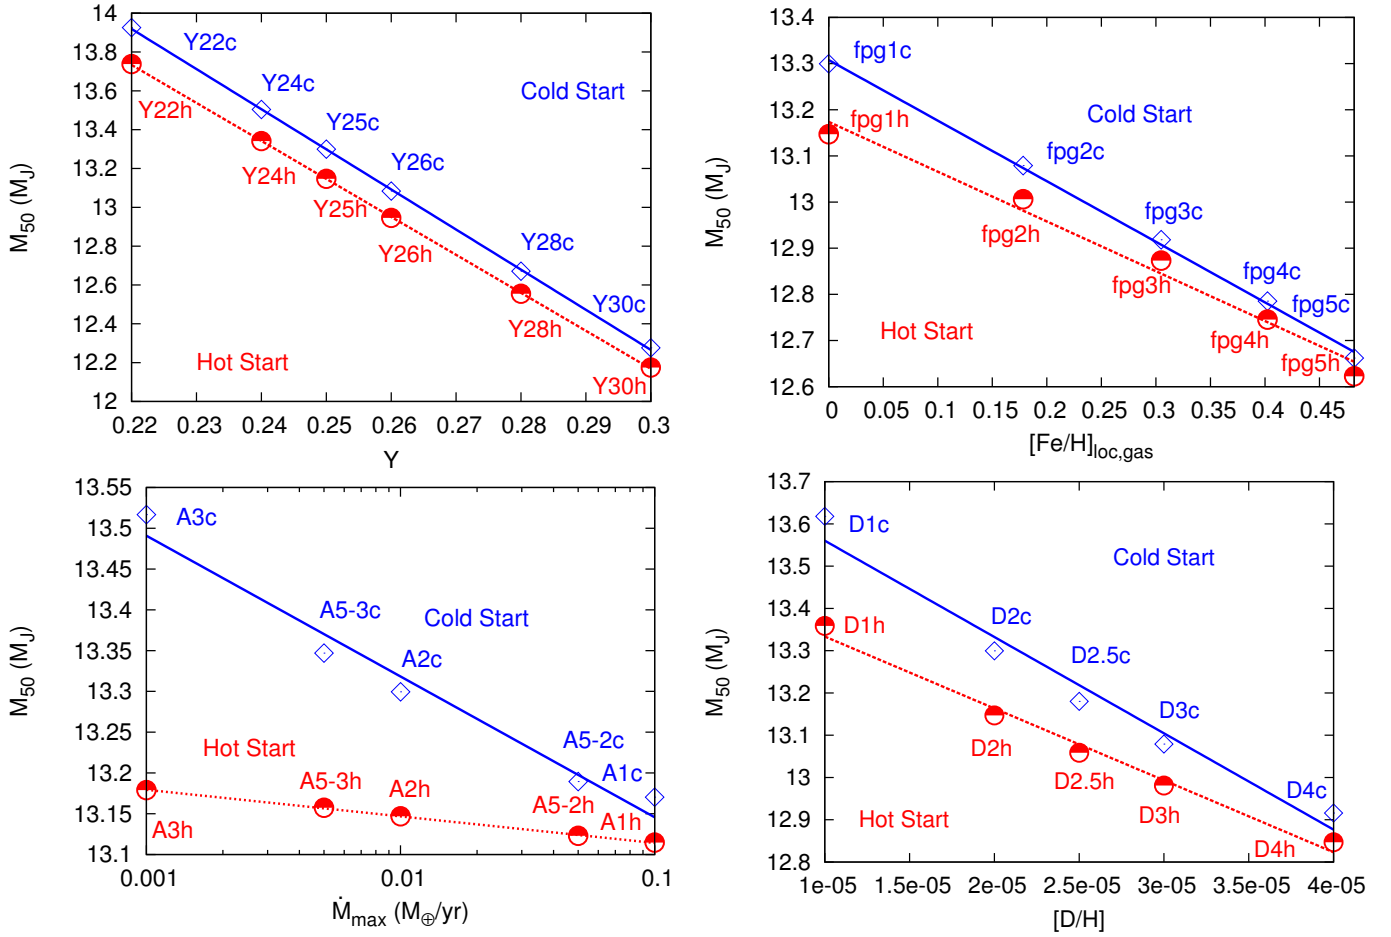 14
13.8
13.6
13.4
13.2
13
12.8
12.6
12.4
12.2
12
M50 (MJ)
Y22c
Y24c
Y25c
Y26c
Y28c
Y30c
Cold Start
Y22h
Y24h
Y25h
Y26h
Y28h
Y30h
Hot Start
0.22 0.23 0.24 0.25 0.26 0.27 0.28 0.29 0.3
Y
13.4
13.3
13.2
13.1
13
12.9
12.8
12.7
12.6
M50 (MJ)
fpg1c
fpg2c
fpg3c
fpg4c
fpg5c
Cold Start
fpg1h
fpg2h
fpg3h
fpg4h
fpg5h
Hot Start
0 0.05 0.1 0.15 0.2 0.25 0.3 0.35 0.4 0.45
[Fe/H]loc,gas
13.55
13.5
13.45
13.4
13.35
13.3
13.25
13.2
13.15
13.1
M50 (MJ)
A3c
A5-3c
A2c
A5-2c
A1c
Cold Start
Hot Start
A3h
A5-3h
A2h
A5-2h
A1h
0.001 0.01 0.1
Ṁmax (M⊕/yr)
13.7
13.6
13.5
13.4
13.3
13.2
13.1
13
12.9
12.8
M50 (MJ)
D1c
D2c
D2.5c
D3c
D4c
Cold Start
D1h
D2h
D2.5h
D3h
D4h
Hot Start
1e-05 1.5e-05 2e-05 2.5e-05 3e-05 3.5e-05 4e-05
[D/H]